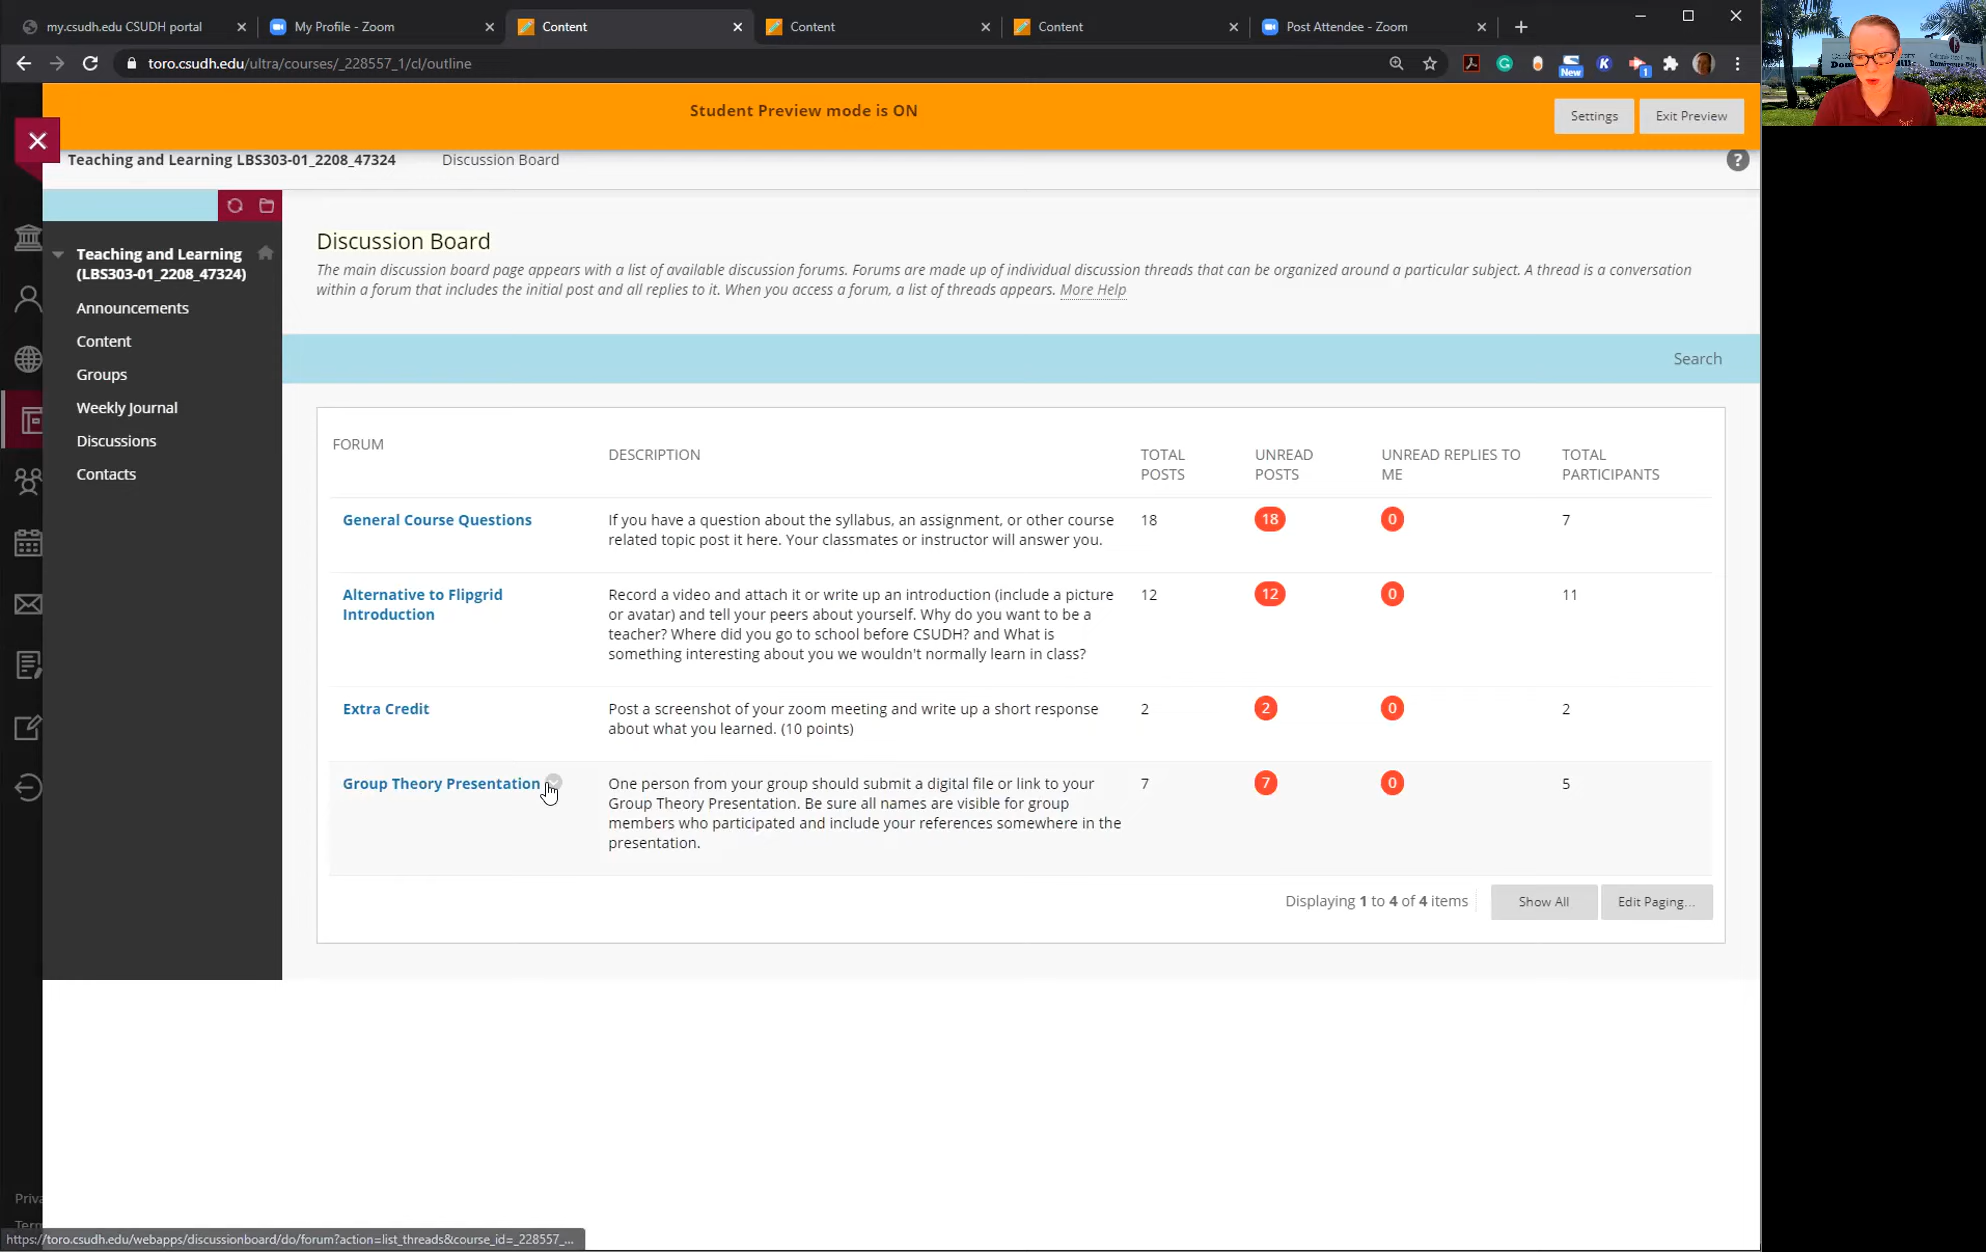 my.csudh.edu CSUDH portal
My Profile - Zoom
Content
Content
Content
Post Attendee - Zoom
toro.csudh.edu/ultra/courses/_228557_1/cl/outline
New
K
1
Student Preview mode is ON
Settings
Exit Preview
Teaching and Learning LBS303-01_2208_47324
Discussion Board
?
Teaching and Learning
(LBS303-01_2208_47324)
Announcements
Content
Groups
Weekly Journal
Discussions
Contacts
Discussion Board
The main discussion board page appears with a list of available discussion forums. Forums are made up of individual discussion threads that can be organized around a particular subject. A thread is a conversation
within a forum that includes the initial post and all replies to it. When you access a forum, a list of threads appears. More Help
Search
FORUM
DESCRIPTION
TOTAL
POSTS
UNREAD
POSTS
UNREAD REPLIES TO
ME
TOTAL
PARTICIPANTS
General Course Questions
If you have a question about the syllabus, an assignment, or other course
related topic post it here. Your classmates or instructor will answer you.
18
18
0
7
Alternative to Flipgrid
Introduction
Record a video and attach it or write up an introduction (include a picture
or avatar) and tell your peers about yourself. Why do you want to be a
teacher? Where did you go to school before CSUDH? and What is
something interesting about you we wouldn't normally learn in class?
12
12
0
11
Extra Credit
Post a screenshot of your zoom meeting and write up a short response
about what you learned. (10 points)
2
2
0
2
Group Theory Presentation
One person from your group should submit a digital file or link to your
Group Theory Presentation. Be sure all names are visible for group
members who participated and include your references somewhere in the
presentation.
7
7
0
5
Displaying 1 to 4 of 4 items
Show All
Edit Paging...
https://toro.csudh.edu/webapps/discussionboard/do/forum?action=list_threads&course_id=_228557_...